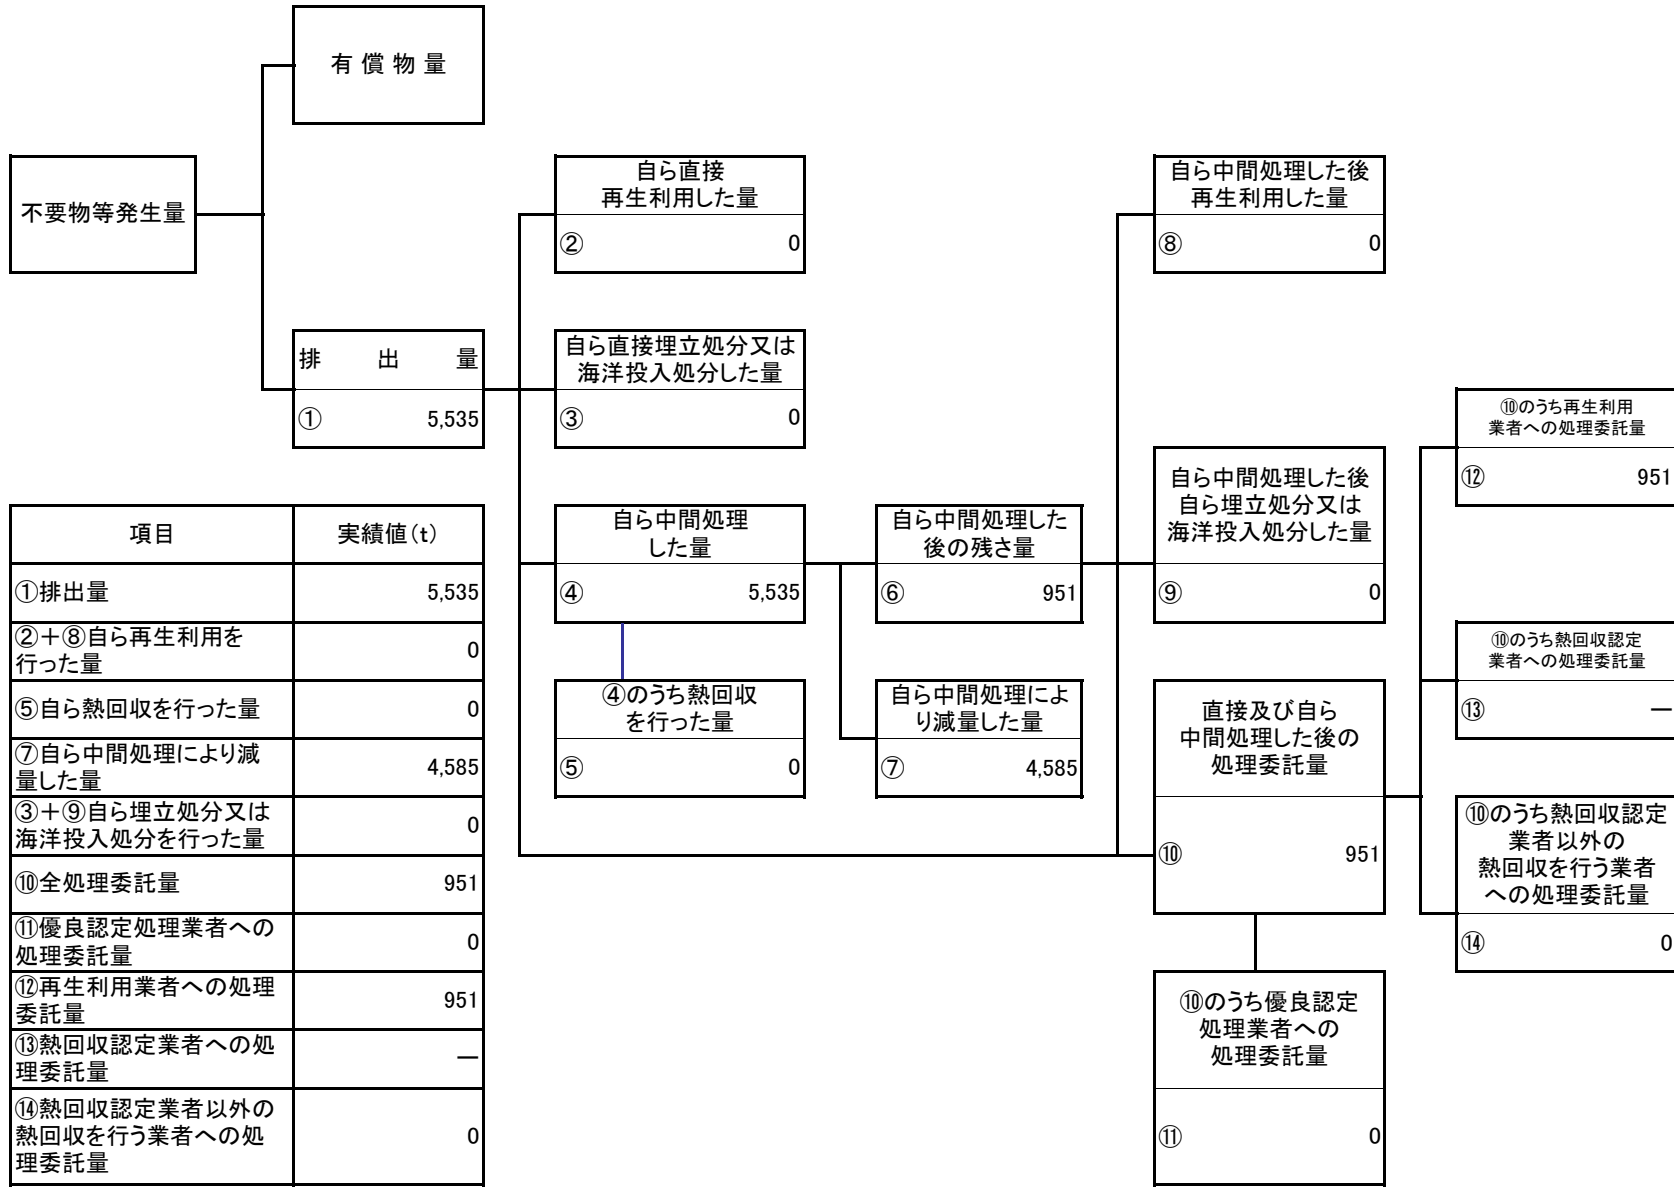 有 償 物 量
不要物等発生量
自ら直接
再生利用した量
② 0
自ら中間処理した後
再生利用した量
⑧ 0
排 出 量
① 5,535
自ら直接埋立処分又は
海洋投入処分した量
③ 0
⑩のうち再生利用
業者への処理委託量
⑫ 951
自ら中間処理
した量
④ 5,535
自ら中間処理した
後の残さ量
⑥ 951
自ら中間処理した後
自ら埋立処分又は
海洋投入処分した量
⑨ 0
⑩のうち熱回収認定
業者への処理委託量
⑬ ー
④のうち熱回収
を行った量
⑤ 0
自ら中間処理によ
り減量した量
⑦ 4,585
直接及び自ら
中間処理した後の
処理委託量
⑩ 951
⑩のうち熱回収認定
業者以外の
熱回収を行う業者
への処理委託量
⑭ 0
⑩のうち優良認定
処理業者への
処理委託量
⑪ 0
項目 実績値（t）
①排出量 5,535
②＋⑧自ら再生利用を
行った量 0
⑤自ら熱回収を行った量 0
⑦自ら中間処理により減
量した量 4,585
③＋⑨自ら埋立処分又は
海洋投入処分を行った量 0
⑩全処理委託量 951
⑪優良認定処理業者への
処理委託量 0
⑫再生利用業者への処理
委託量 951
⑬熱回収認定業者への処
理委託量 ー
⑭熱回収認定業者以外の
熱回収を行う業者への処
理委託量 0